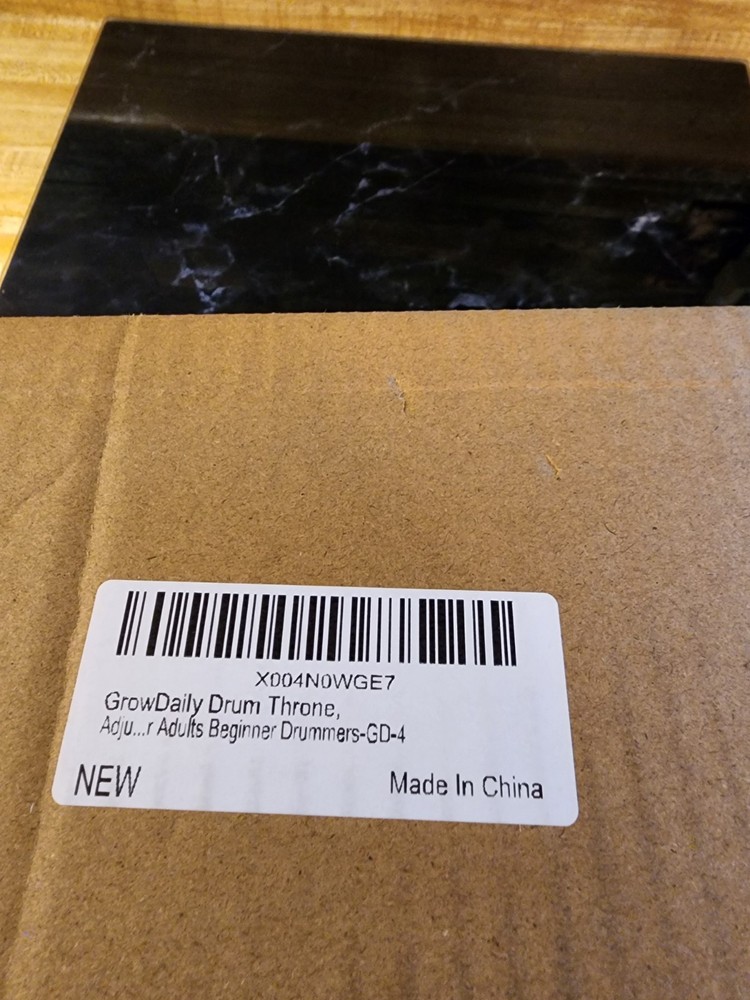 X004N0WGE7
GrowDaily Drum Throne,
Adju...r Adults Beginner Drummers-GD-4
NEW
Made In China